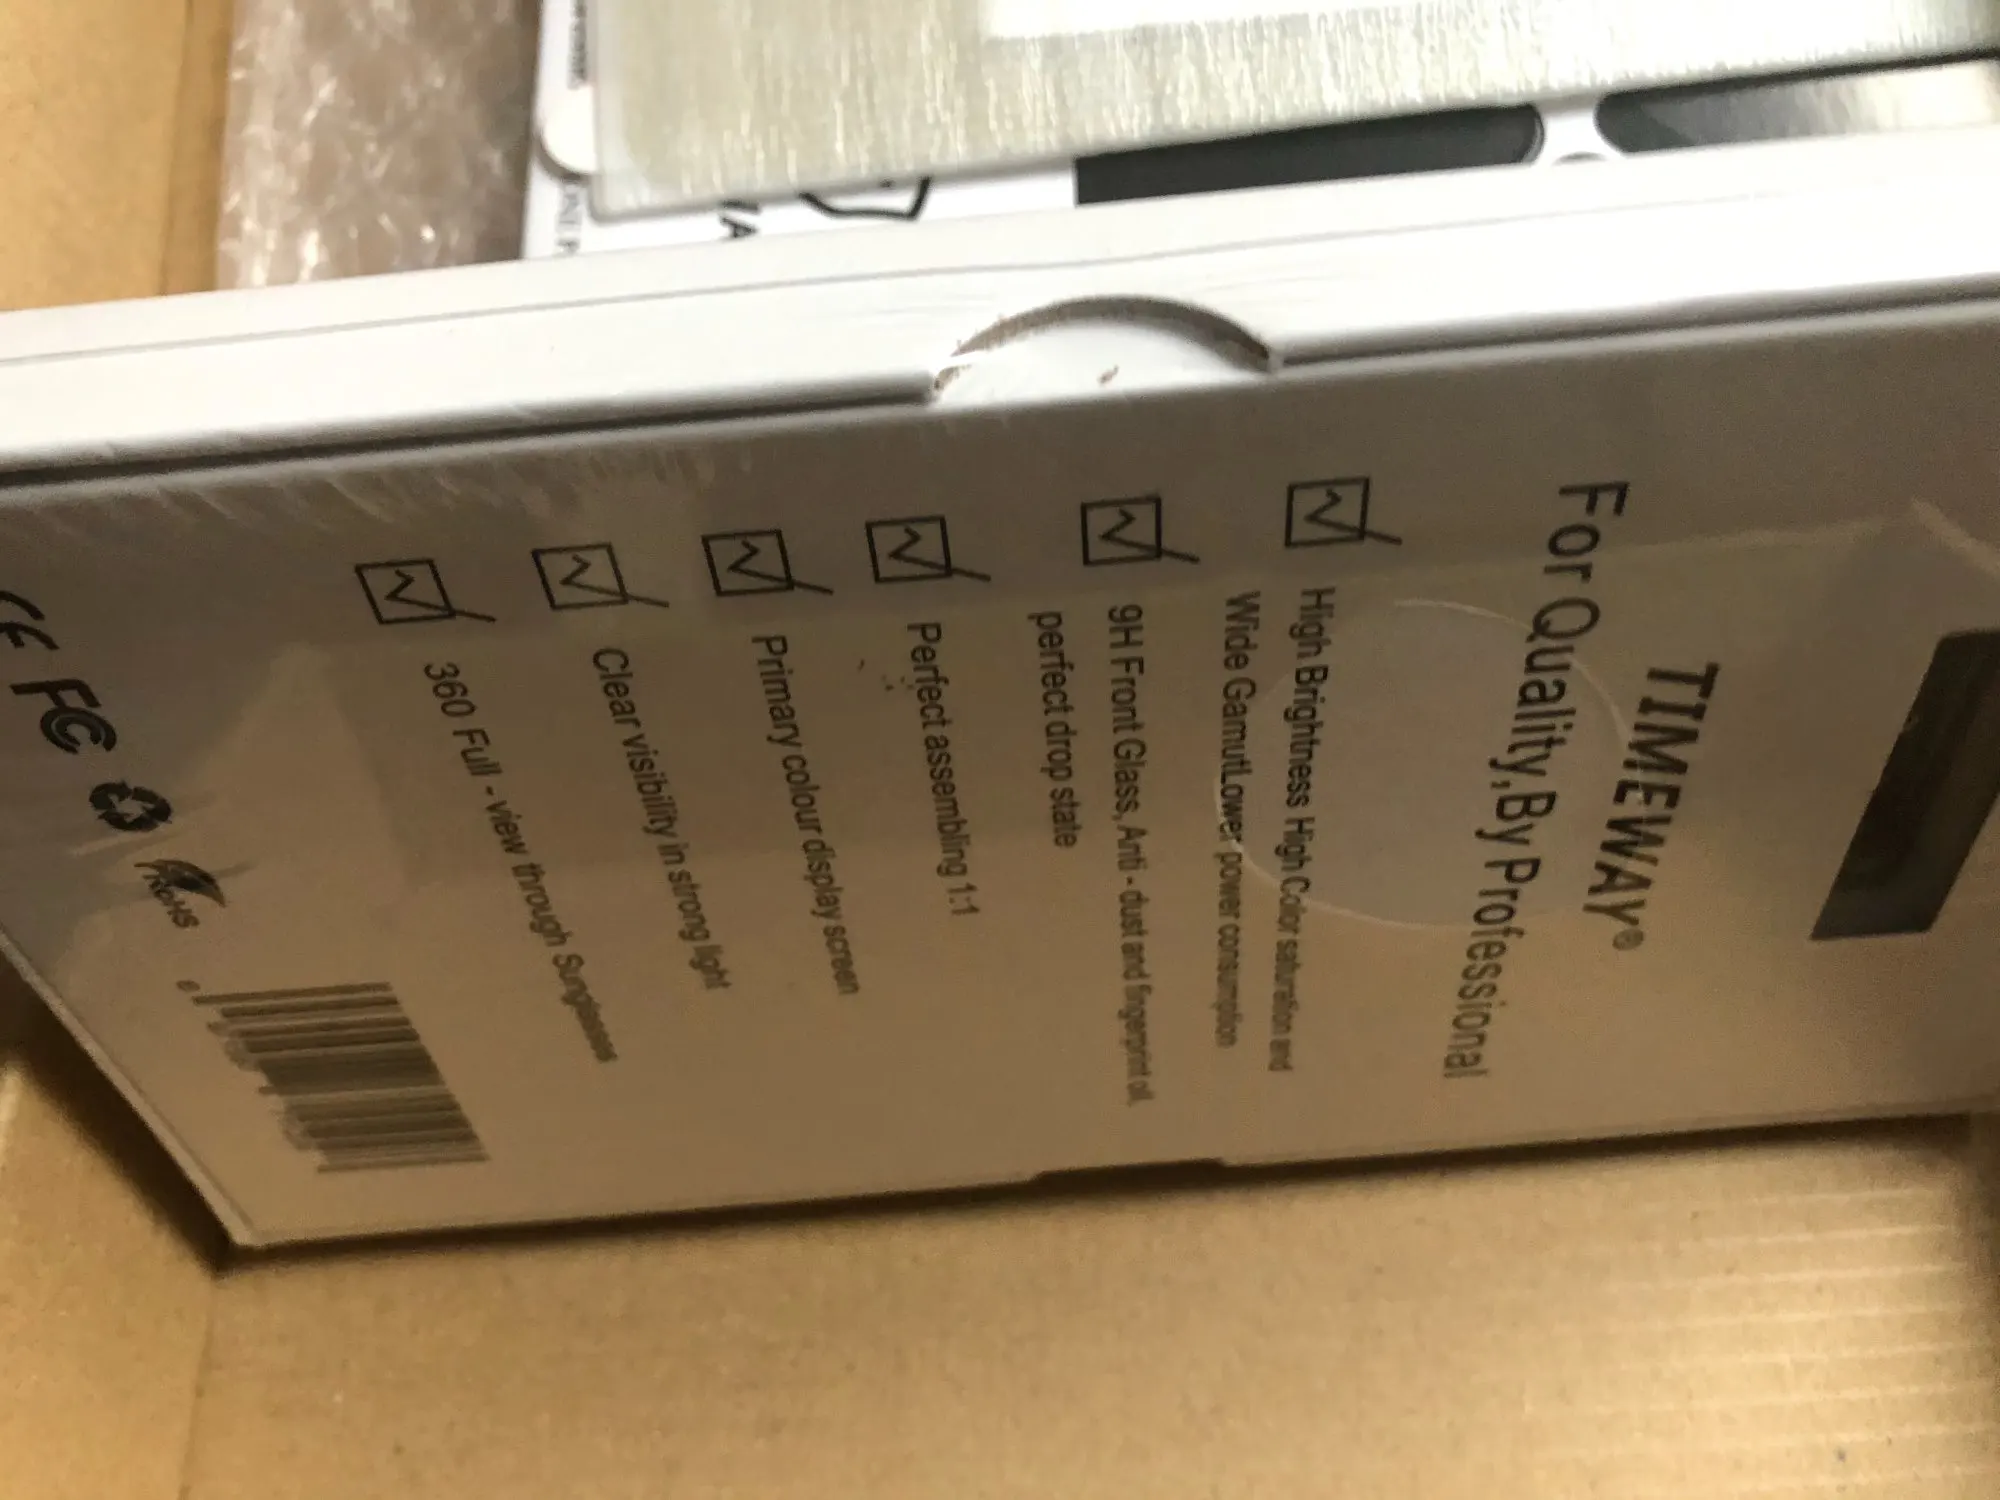 TIMEWAY®
For Quality,By Professional
High Brightness High Color saturation and
Wide GamutLower power consumption
9H Front Glass, Anti - dust and fingerprint oil,
perfect drop state
Perfect assembling 1:1
Primary colour display screen
Clear visibility in strong light
360 Full - view through Sunglasses
CE FC
RoHS